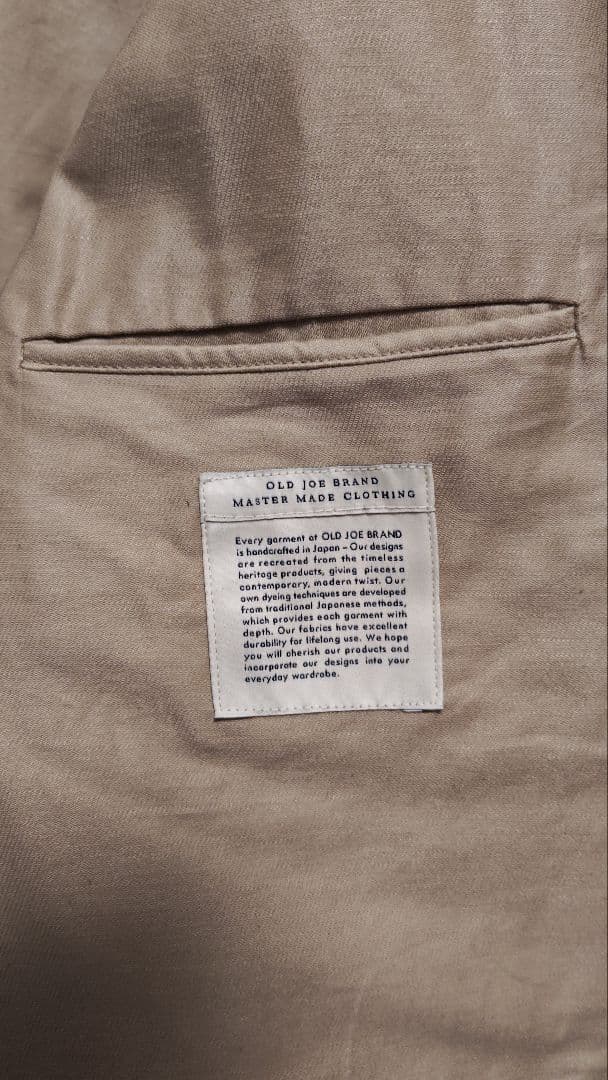 OLD JOE BRAND
MASTER MADE CLOTHING
Every garment at OLD JOE BRAND
is handcrafted in Japan – Our designs
are recreated from the timeless
heritage products, giving pieces a
contemporary, modern twist. Our
own dyeing techniques are developed
from traditional Japanese methods,
which provides each garment with
depth. Our fabrics have excellent
durability for lifelong use. We hope
you will cherish our products and
incorporate our designs into your
everyday wardrobe.